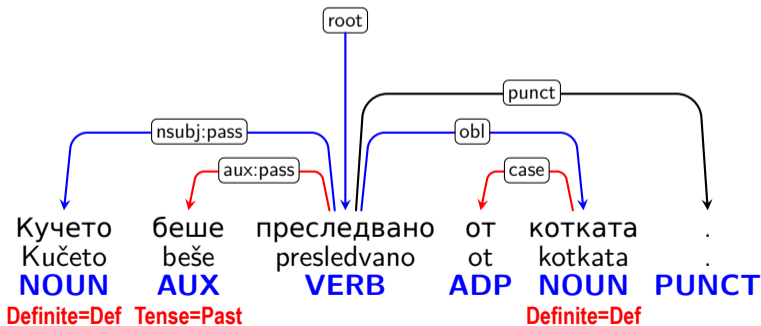 root
punct
nsubj:pass obl
aux:pass case
Кучето беше преследвано от котката .
Kučeto beše presledvano ot kotkata .
NOUN AUX VERB ADP NOUN PUNCT
Definite=Def Tense=Past Definite=Def